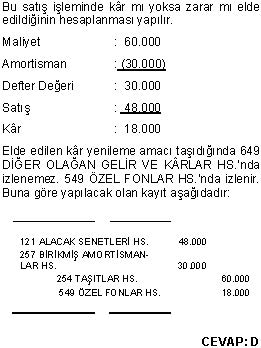 Bu satış işleminde kâr mı yoksa zarar mı elde
edildiğinin hesaplanması yapılır.
Maliyet : 60.000
Amortisman : (30.000)
Defter Değeri : 30.000
Satış : 48.000
Kâr : 18.000
Elde edilen kâr yenileme amacı taşıdığında 649
DİĞER OLAĞAN GELİR VE KÂRLAR HS.'nda
izlenemez. 549 ÖZEL FONLAR HS.'nda izlenir.
Buna göre yapılacak olan kayıt aşağıdadır:
121 ALACAK SENETLERİ HS. 48.000
257 BİRİKMİŞ AMORTİSMAN-
LAR HS. 30.000
254 TAŞITLAR HS. 60.000
549 ÖZEL FONLAR HS. 18.000
CEVAP: D